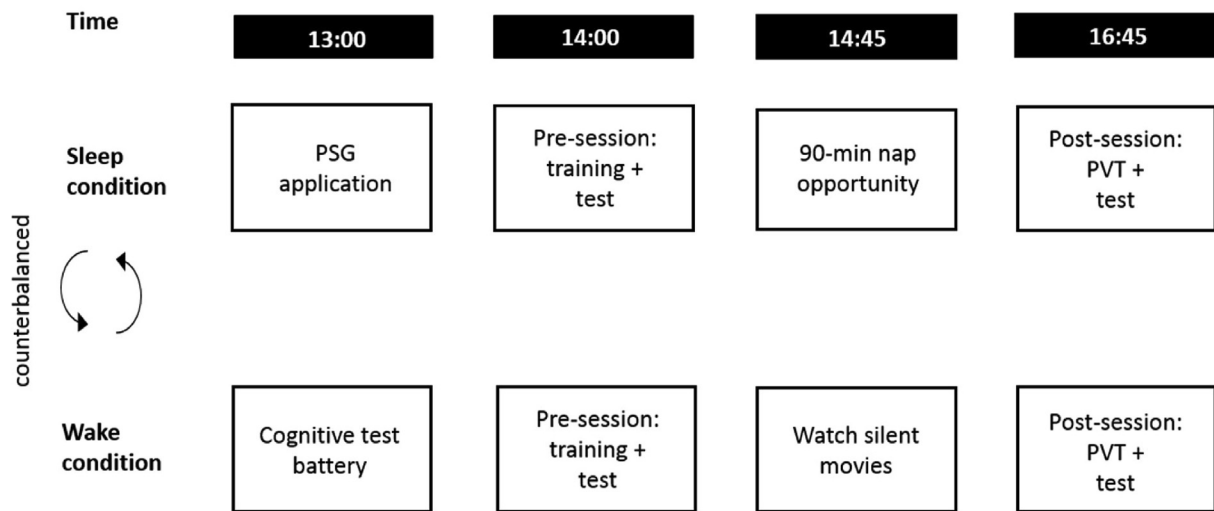 Time
13:00
14:00
14:45
16:45
Sleep
condition
PSG
application
Pre-session:
training +
test
90-min nap
opportunity
Post-session:
PVT +
test
counterbalanced
Wake
condition
Cognitive test
battery
Pre-session:
training +
test
Watch silent
movies
Post-session:
PVT +
test